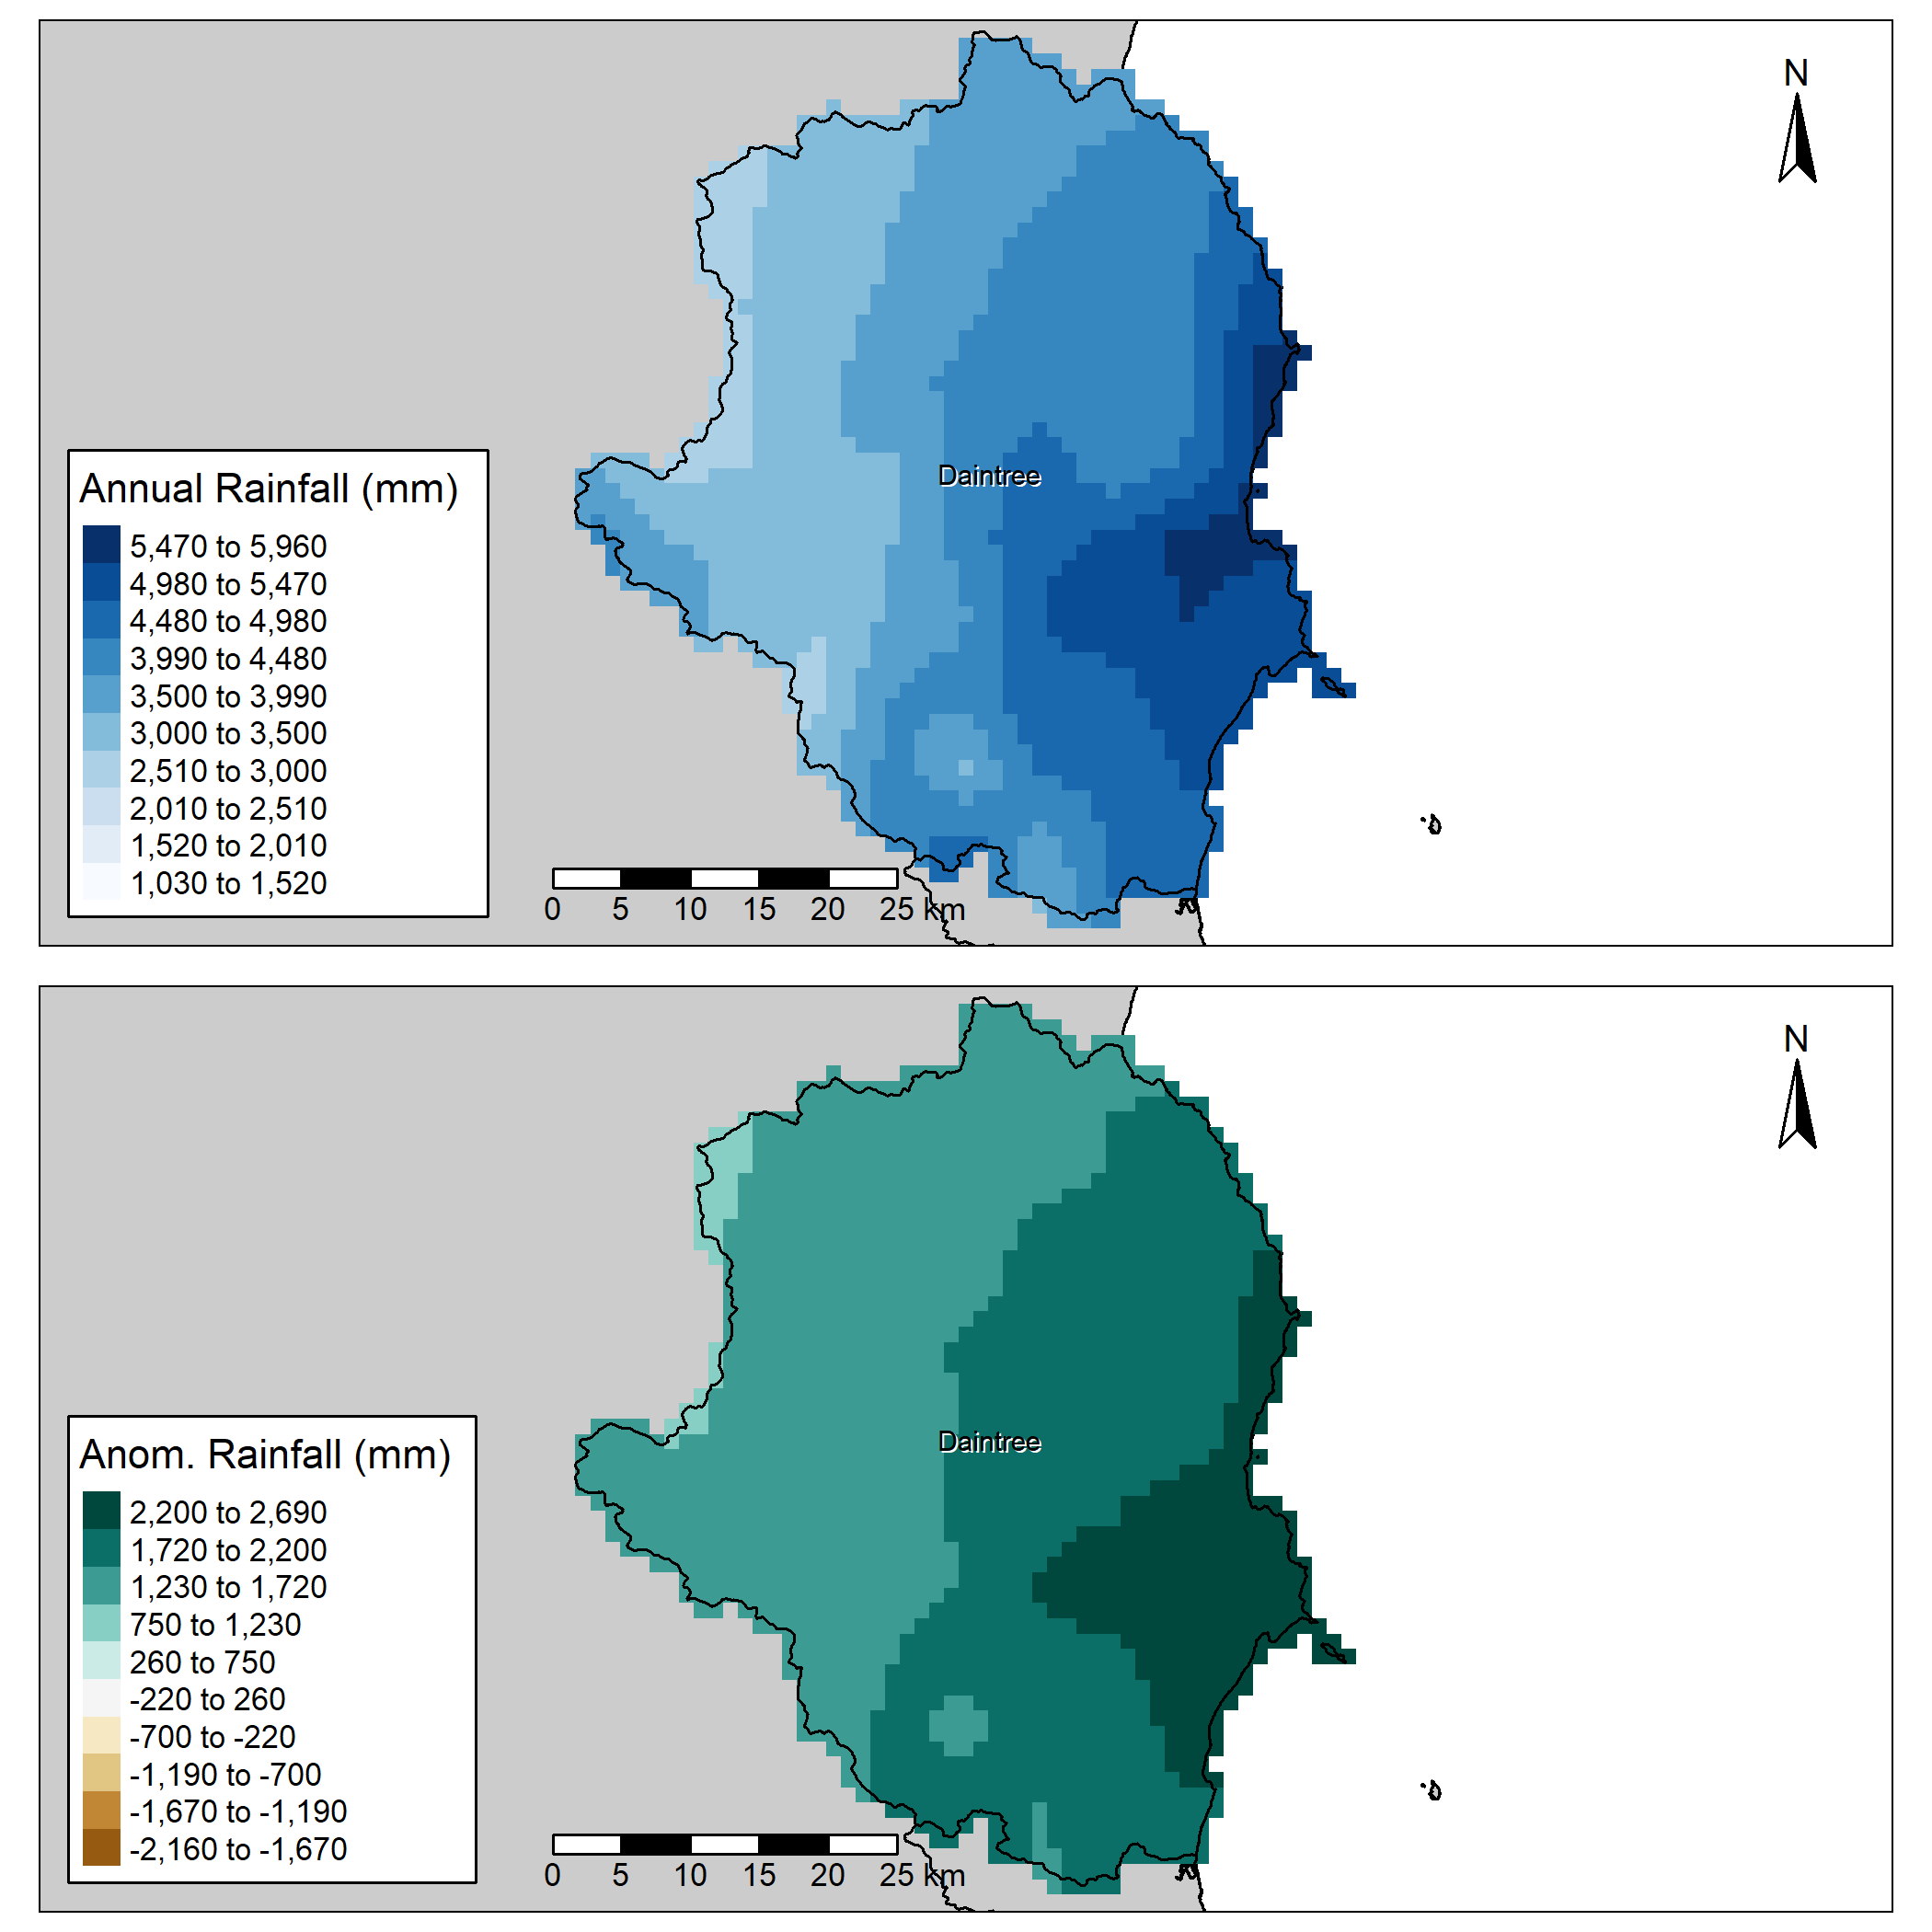 N
Daintree
Annual Rainfall (mm)
5,470 to 5,960
4,980 to 5,470
4,480 to 4,980
3,990 to 4,480
3,500 to 3,990
3,000 to 3,500
2,510 to 3,000
2,010 to 2,510
1,520 to 2,010
1,030 to 1,520
0 5 10 15 20 25 km
N
Daintree
Anom. Rainfall (mm)
2,200 to 2,690
1,720 to 2,200
1,230 to 1,720
750 to 1,230
260 to 750
-220 to 260
-700 to -220
-1,190 to -700
-1,670 to -1,190
-2,160 to -1,670
0 5 10 15 20 25 km